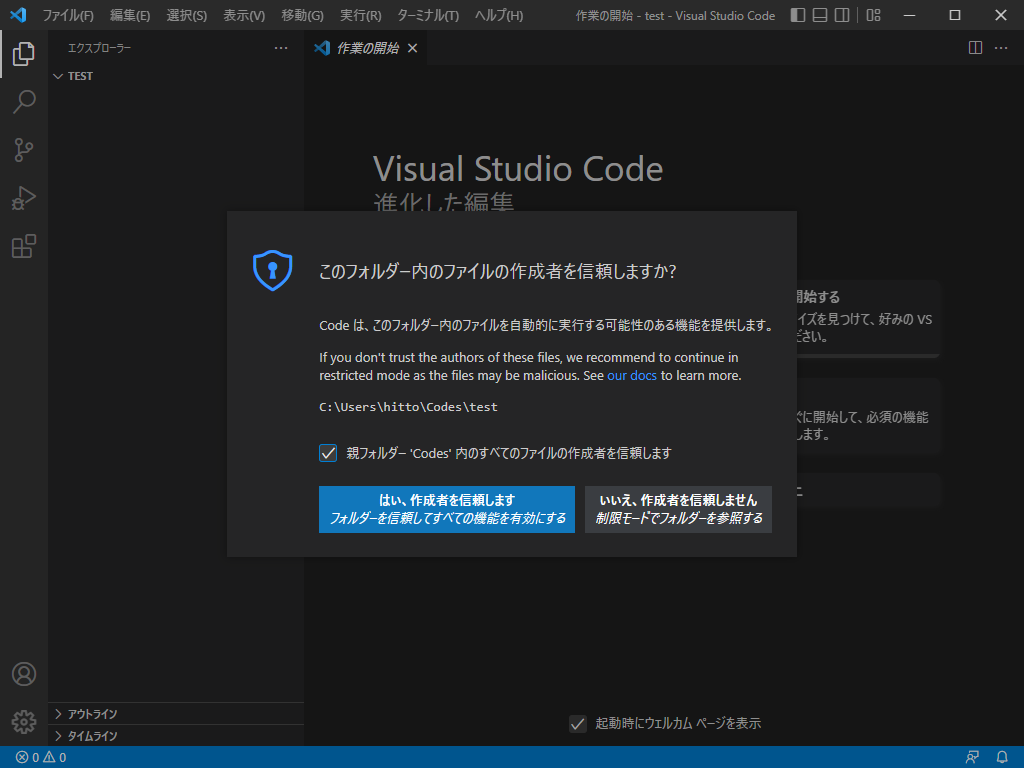 ファイル(F) 編集(E) 選択(S) 表示(V) 移動(G) 実行(R) ターミナル(T) ヘルプ(H) 作業の開始 - test - Visual Studio Code
エクスプローラー
TEST
作業の開始
Visual Studio Code
進化した編集
このフォルダー内のファイルの作成者を信頼しますか?
Code は、このフォルダー内のファイルを自動的に実行する可能性のある機能を提供します。
If you don't trust the authors of these files, we recommend to continue in
restricted mode as the files may be malicious. See our docs to learn more.
C:\Users\hitto\Codes\test
親フォルダー 'Codes' 内のすべてのファイルの作成者を信頼します
はい、作成者を信頼します
フォルダーを信頼してすべての機能を有効にする
いいえ、作成者を信頼しません
制限モードでフォルダーを参照する
開始する
イズを見つけて、好みの VS
ださい。
ぐに開始して、必須の機能
します。
起動時にウェルカム ページを表示
アウトライン
タイムライン
0 0